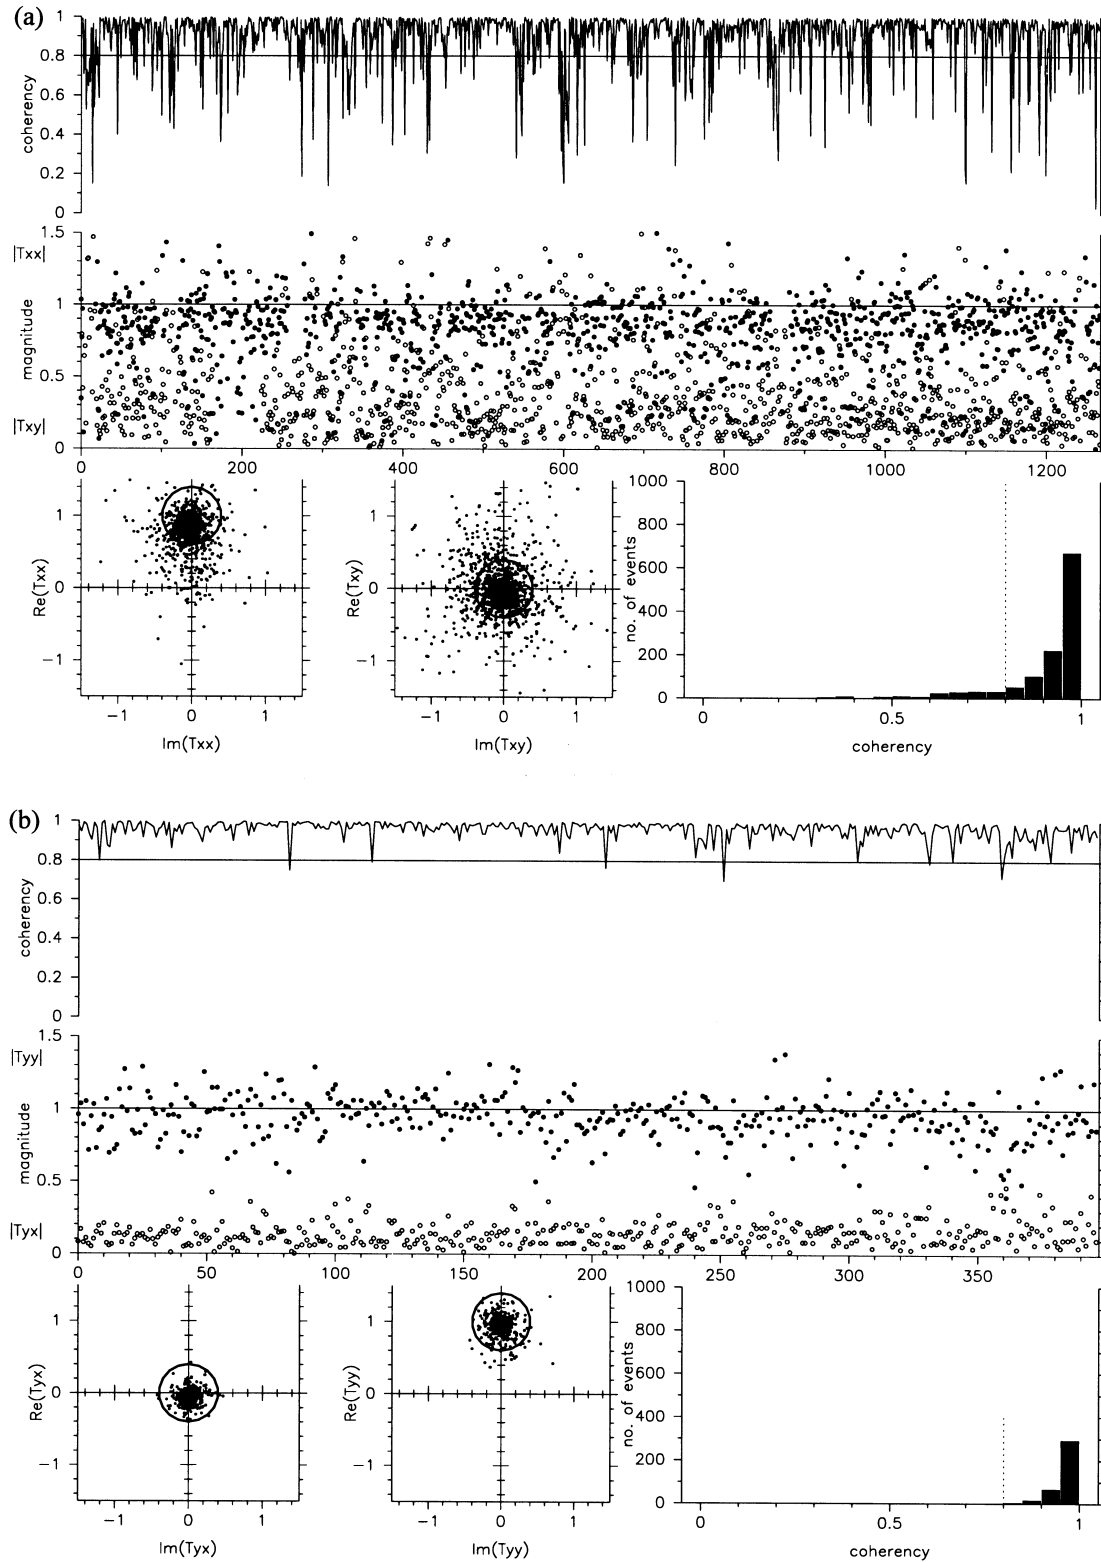 (a)
1
0.8
0.6
0.4
0.2
0
coherency
1.5
|Txx|
1
magnitude
0.5
|Txy|
0
0 200 400 600 800 1000 1200
1
0
−1
Re(Txx)
−1 0 1
Im(Txx)
1
0
−1
Re(Txy)
−1 0 1
Im(Txy)
1000
800
600
400
200
0
no. of events
0 0.5 1
coherency
(b)
1
0.8
0.6
0.4
0.2
0
coherency
1.5
|Tyy|
1
magnitude
0.5
|Tyx|
0
0 50 100 150 200 250 300 350
1
0
−1
Re(Tyx)
−1 0 1
Im(Tyx)
1
0
−1
Re(Tyy)
−1 0 1
Im(Tyy)
1000
800
600
400
200
0
no. of events
0 0.5 1
coherency